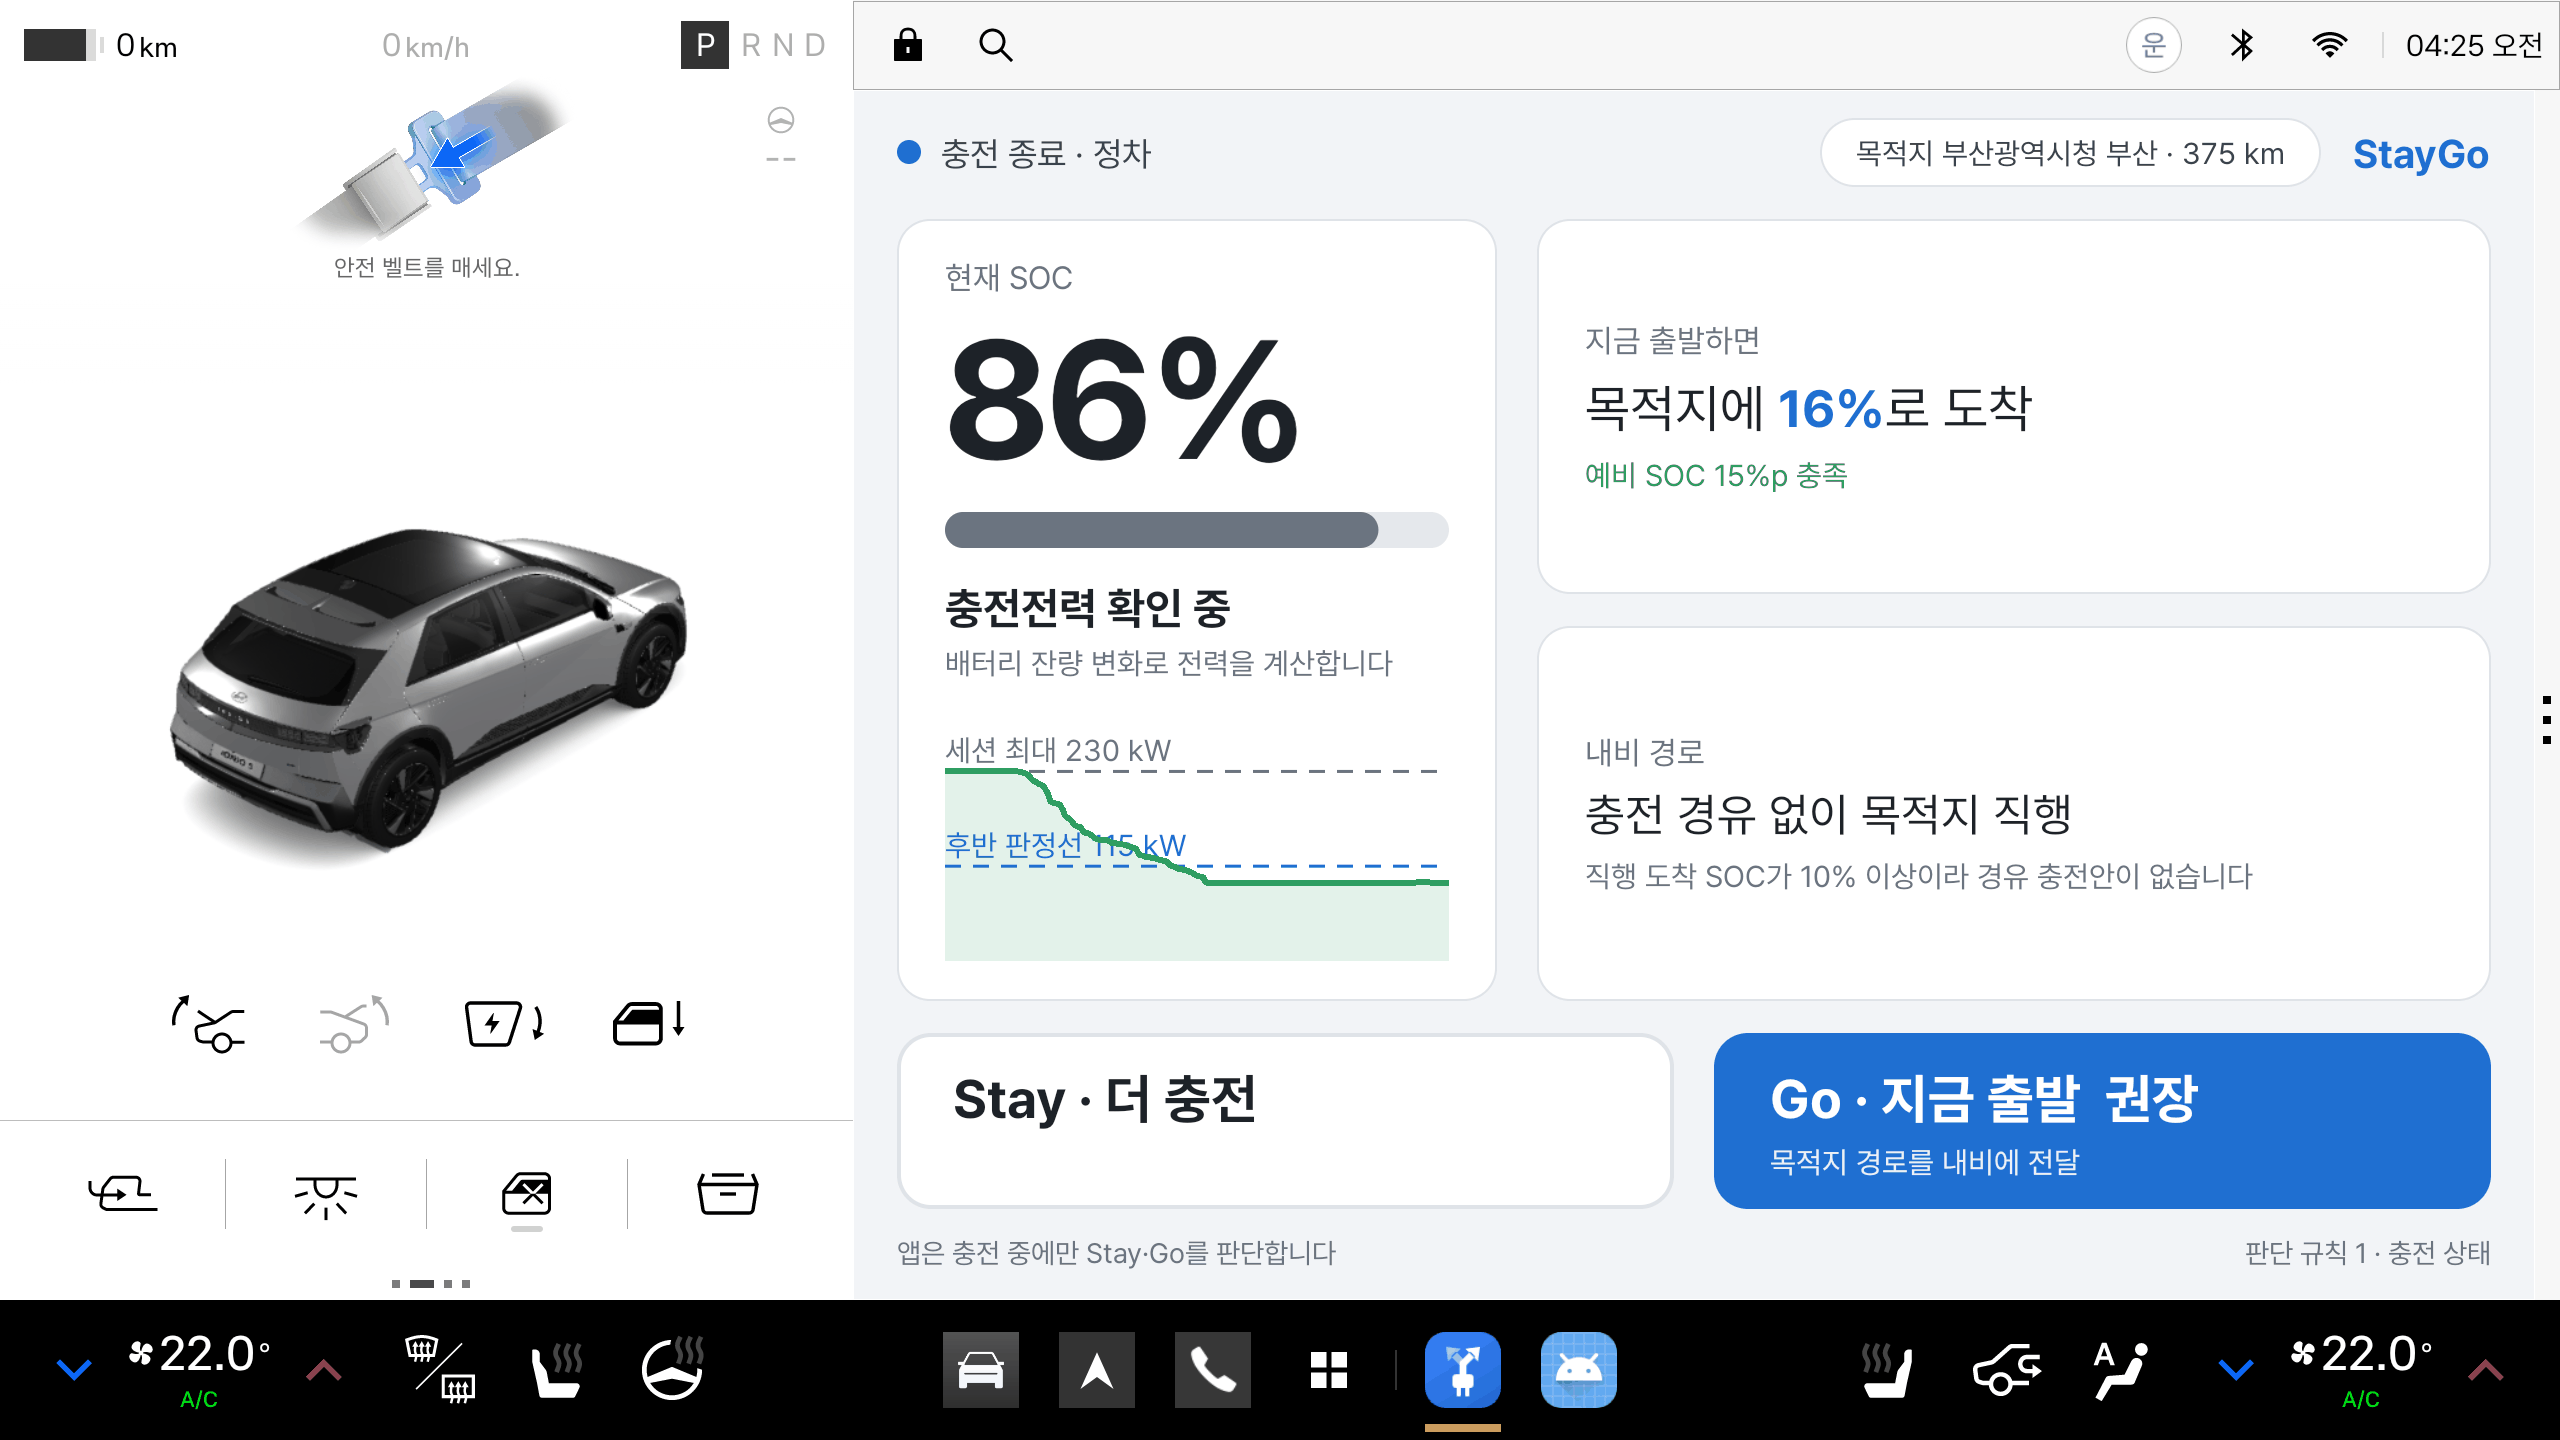 0 km
0 km/h
P R N D
안전 벨트를 매세요.
운
04:25 오전
충전 종료 · 정차
목적지 부산광역시청 부산 · 375 km
StayGo
현재 SOC
86%
충전전력 확인 중
배터리 잔량 변화로 전력을 계산합니다
세션 최대 230 kW
후반 판정선 115 kW
지금 출발하면
목적지에 16%로 도착
예비 SOC 15%p 충족
내비 경로
충전 경유 없이 목적지 직행
직행 도착 SOC가 10% 이상이라 경유 충전안이 없습니다
Stay · 더 충전
Go · 지금 출발 권장
목적지 경로를 내비에 전달
앱은 충전 중에만 Stay·Go를 판단합니다
판단 규칙 1 · 충전 상태
22.0°
A/C
A
22.0°
A/C